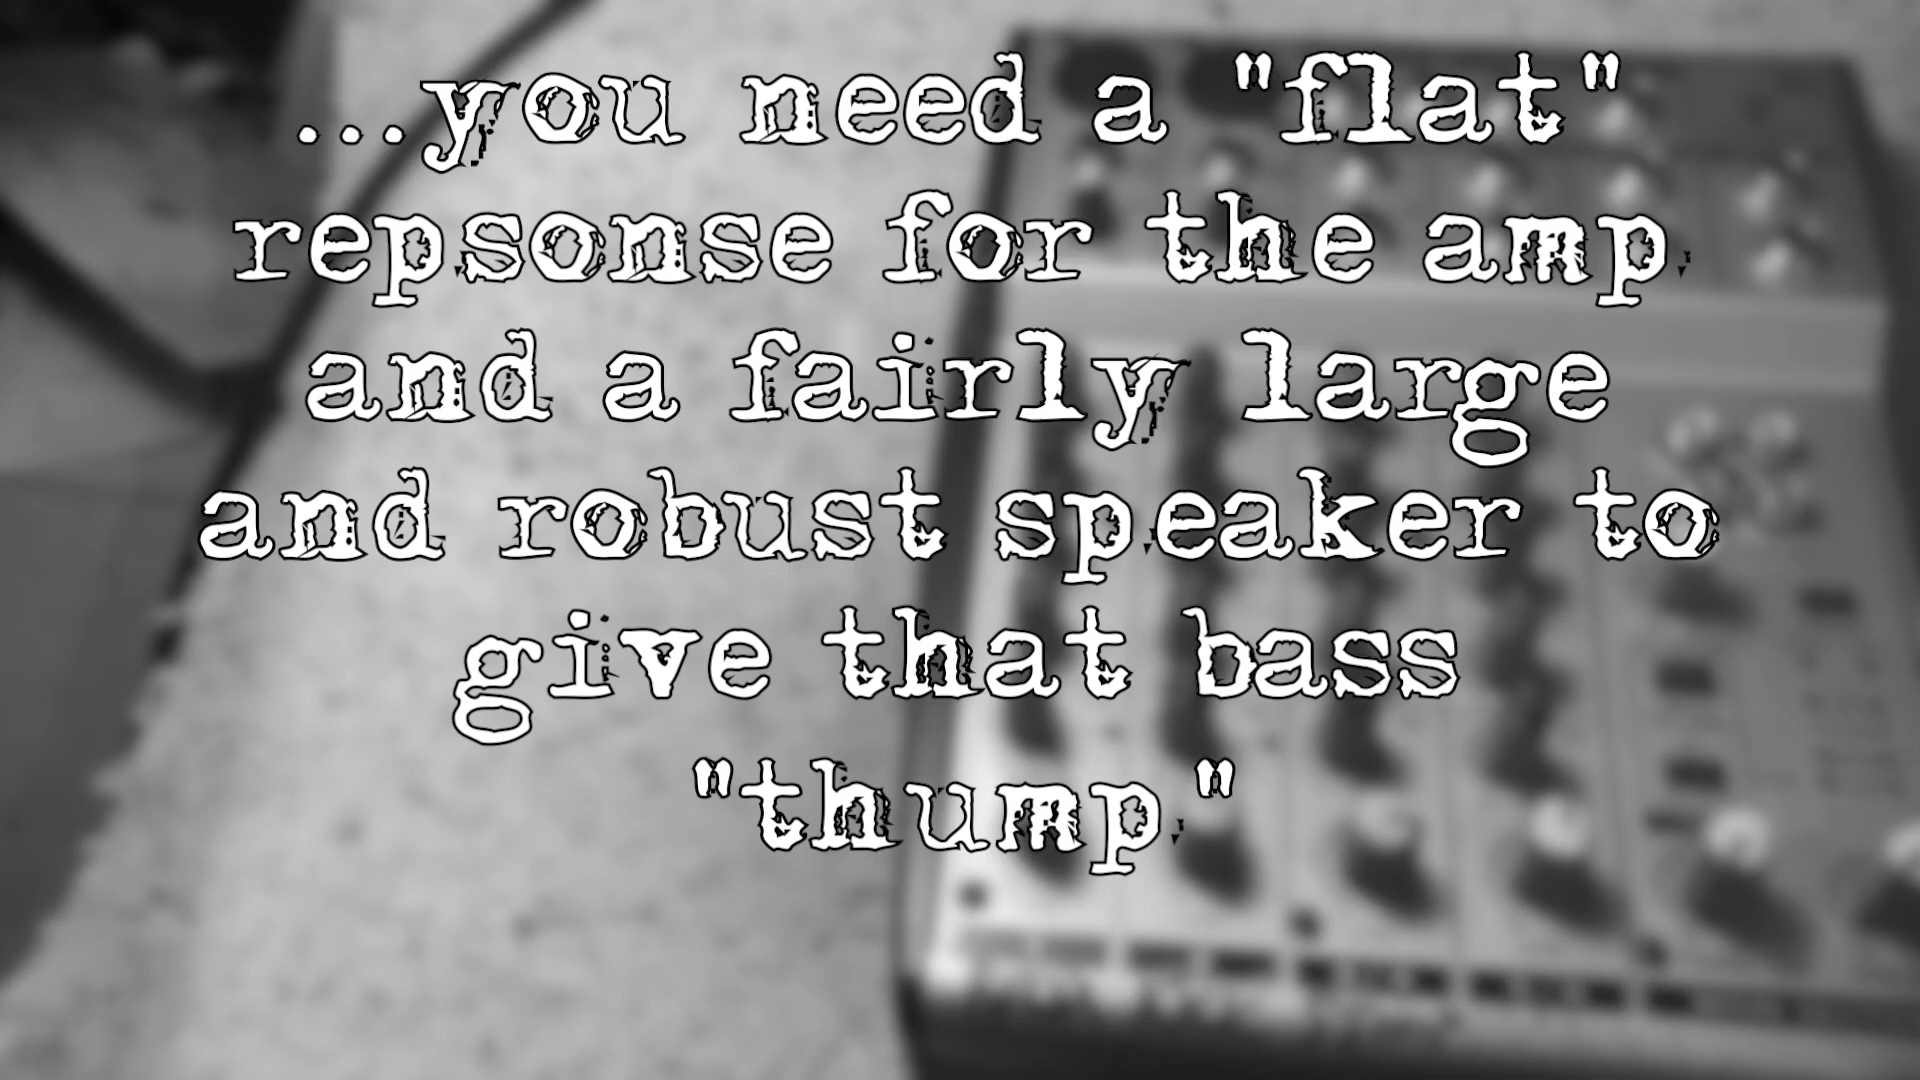 ...you need a "flat"
repsonse for the amp
and a fairly large
and robust speaker to
give that bass
"thump"